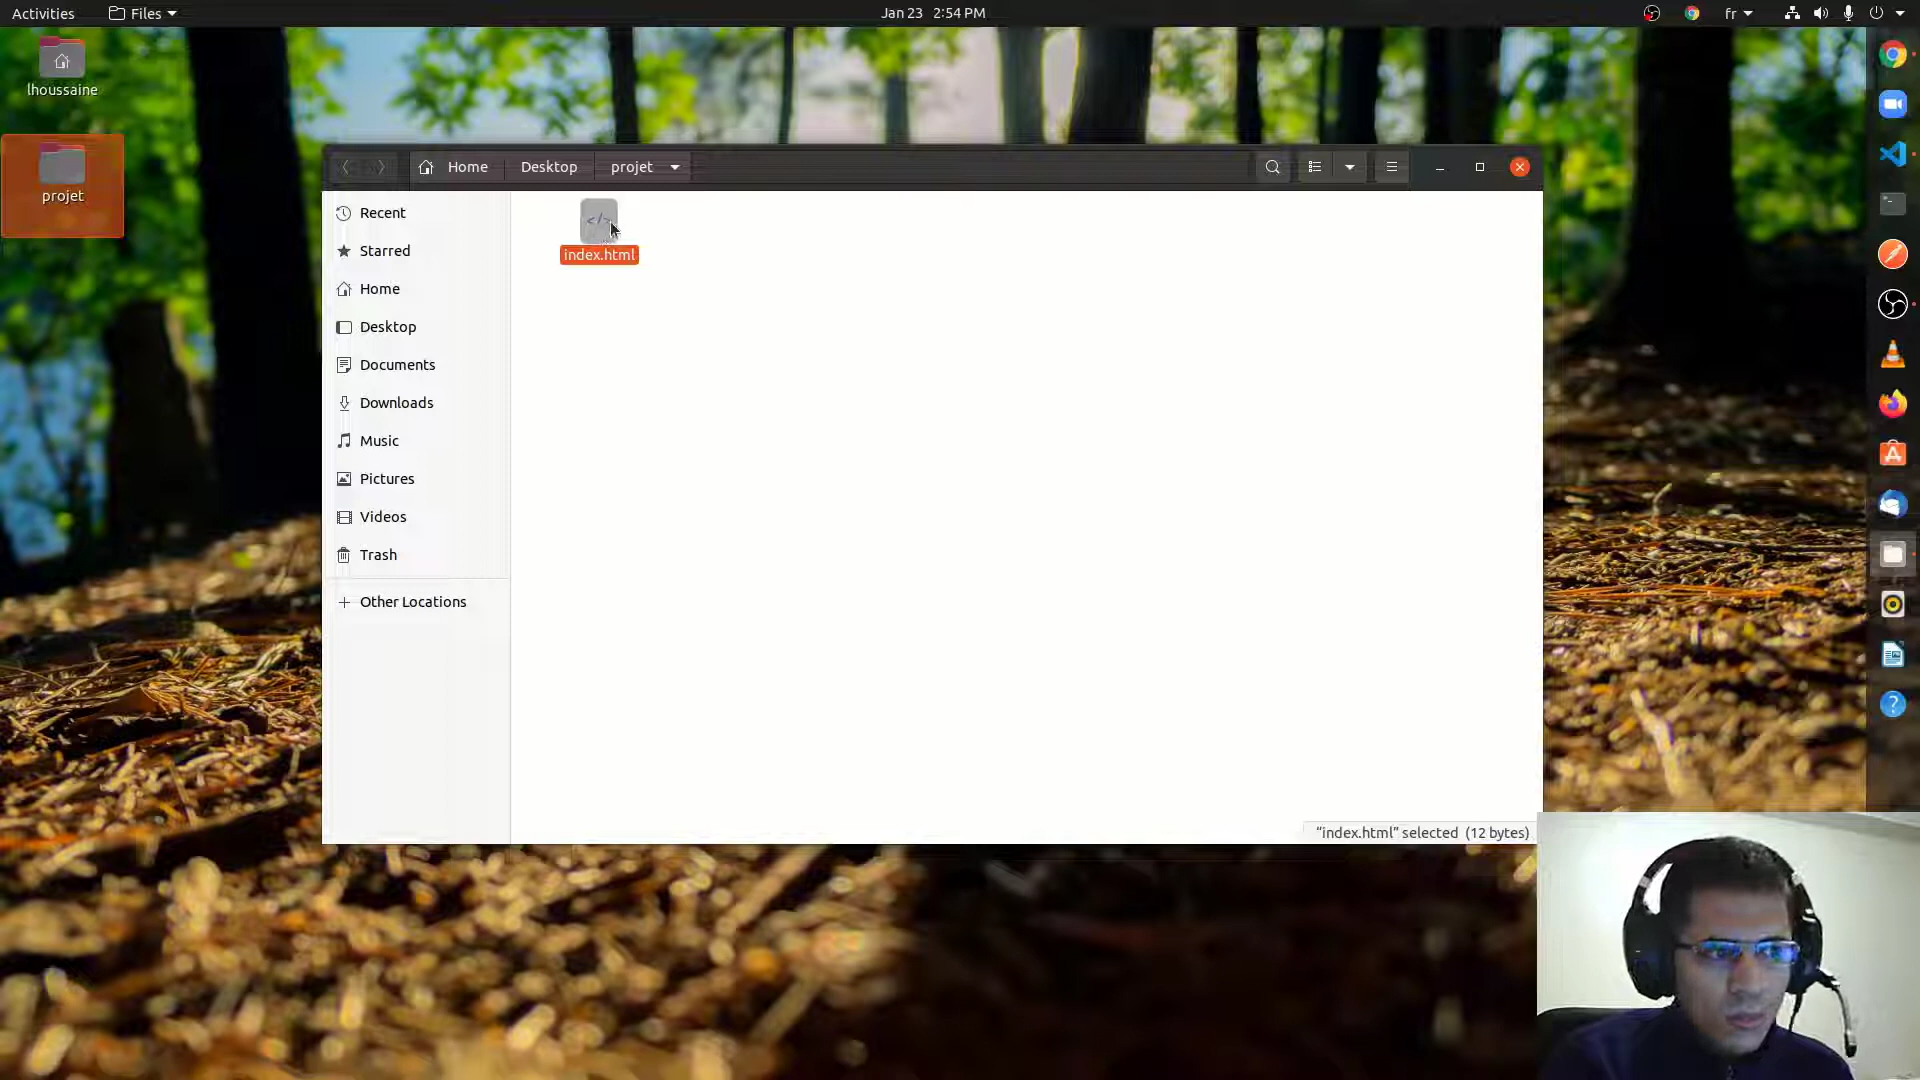 Activities
Files
Jan 23 2:54 PM
fr
lhoussaine
projet
Home
Desktop
projet
Recent
Starred
Home
Desktop
Documents
Downloads
Music
Pictures
Videos
Trash
Other Locations
</>
index.html
"index.html" selected (12 bytes)